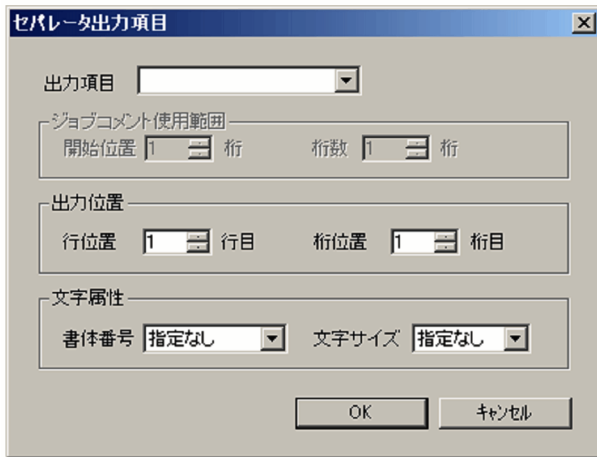 セパレータ出力項目
出力項目
ジョブコメント使用範囲
開始位置 1 桁 桁数 1 桁
出力位置
行位置 1 行目 桁位置 1 桁目
文字属性
書体番号 指定なし 文字サイズ 指定なし
OK キャンセル